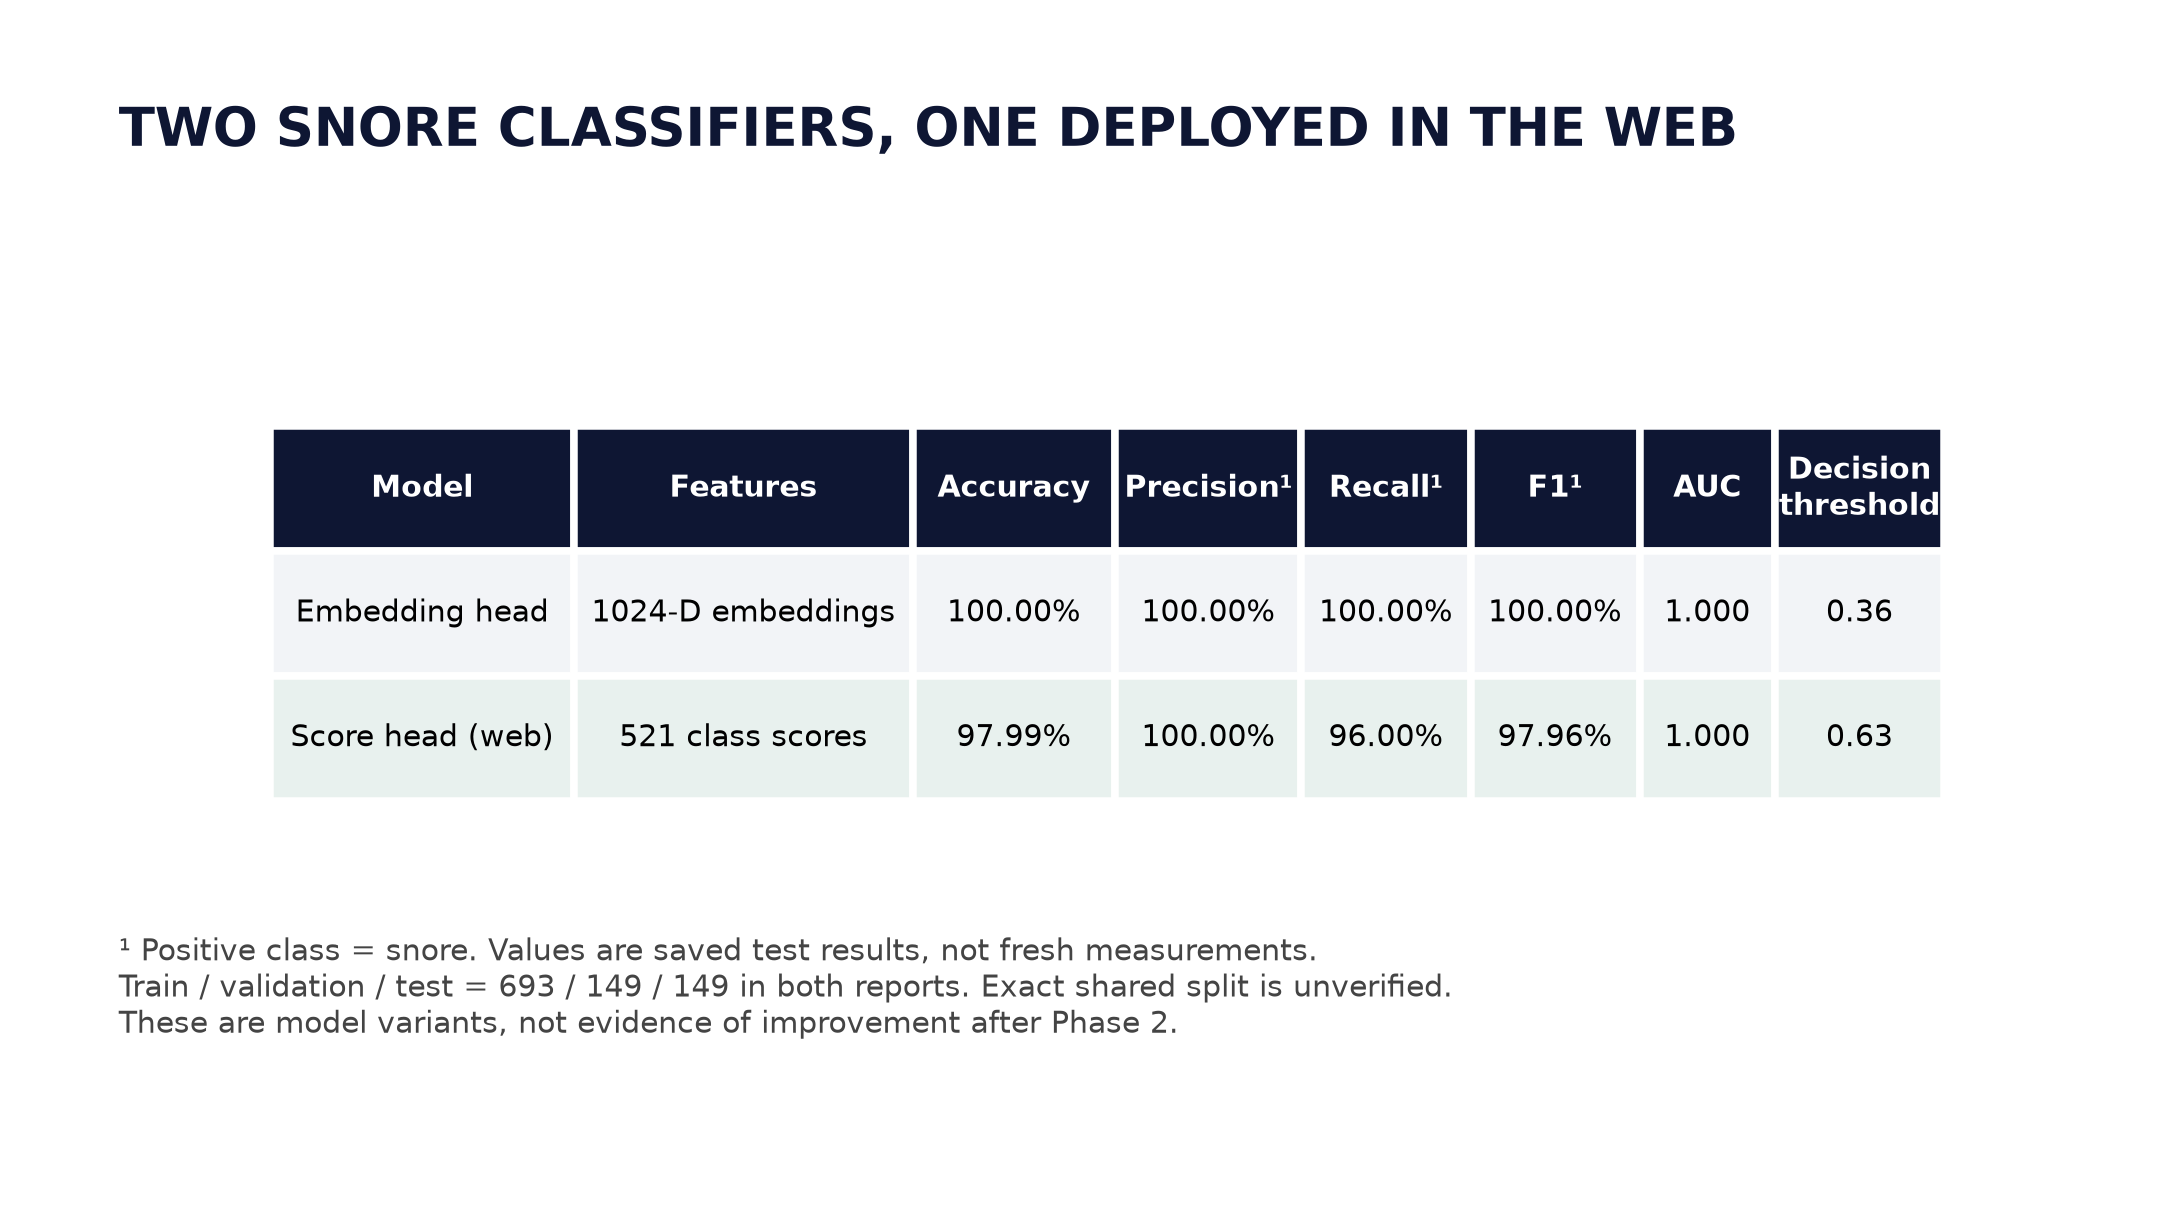 TWO SNORE CLASSIFIERS, ONE DEPLOYED IN THE WEB
Model Features Accuracy Precision¹ Recall¹ F1¹ AUC Decision threshold
Embedding head 1024-D embeddings 100.00% 100.00% 100.00% 100.00% 1.000 0.36
Score head (web) 521 class scores 97.99% 100.00% 96.00% 97.96% 1.000 0.63
¹ Positive class = snore. Values are saved test results, not fresh measurements.
Train / validation / test = 693 / 149 / 149 in both reports. Exact shared split is unverified.
These are model variants, not evidence of improvement after Phase 2.